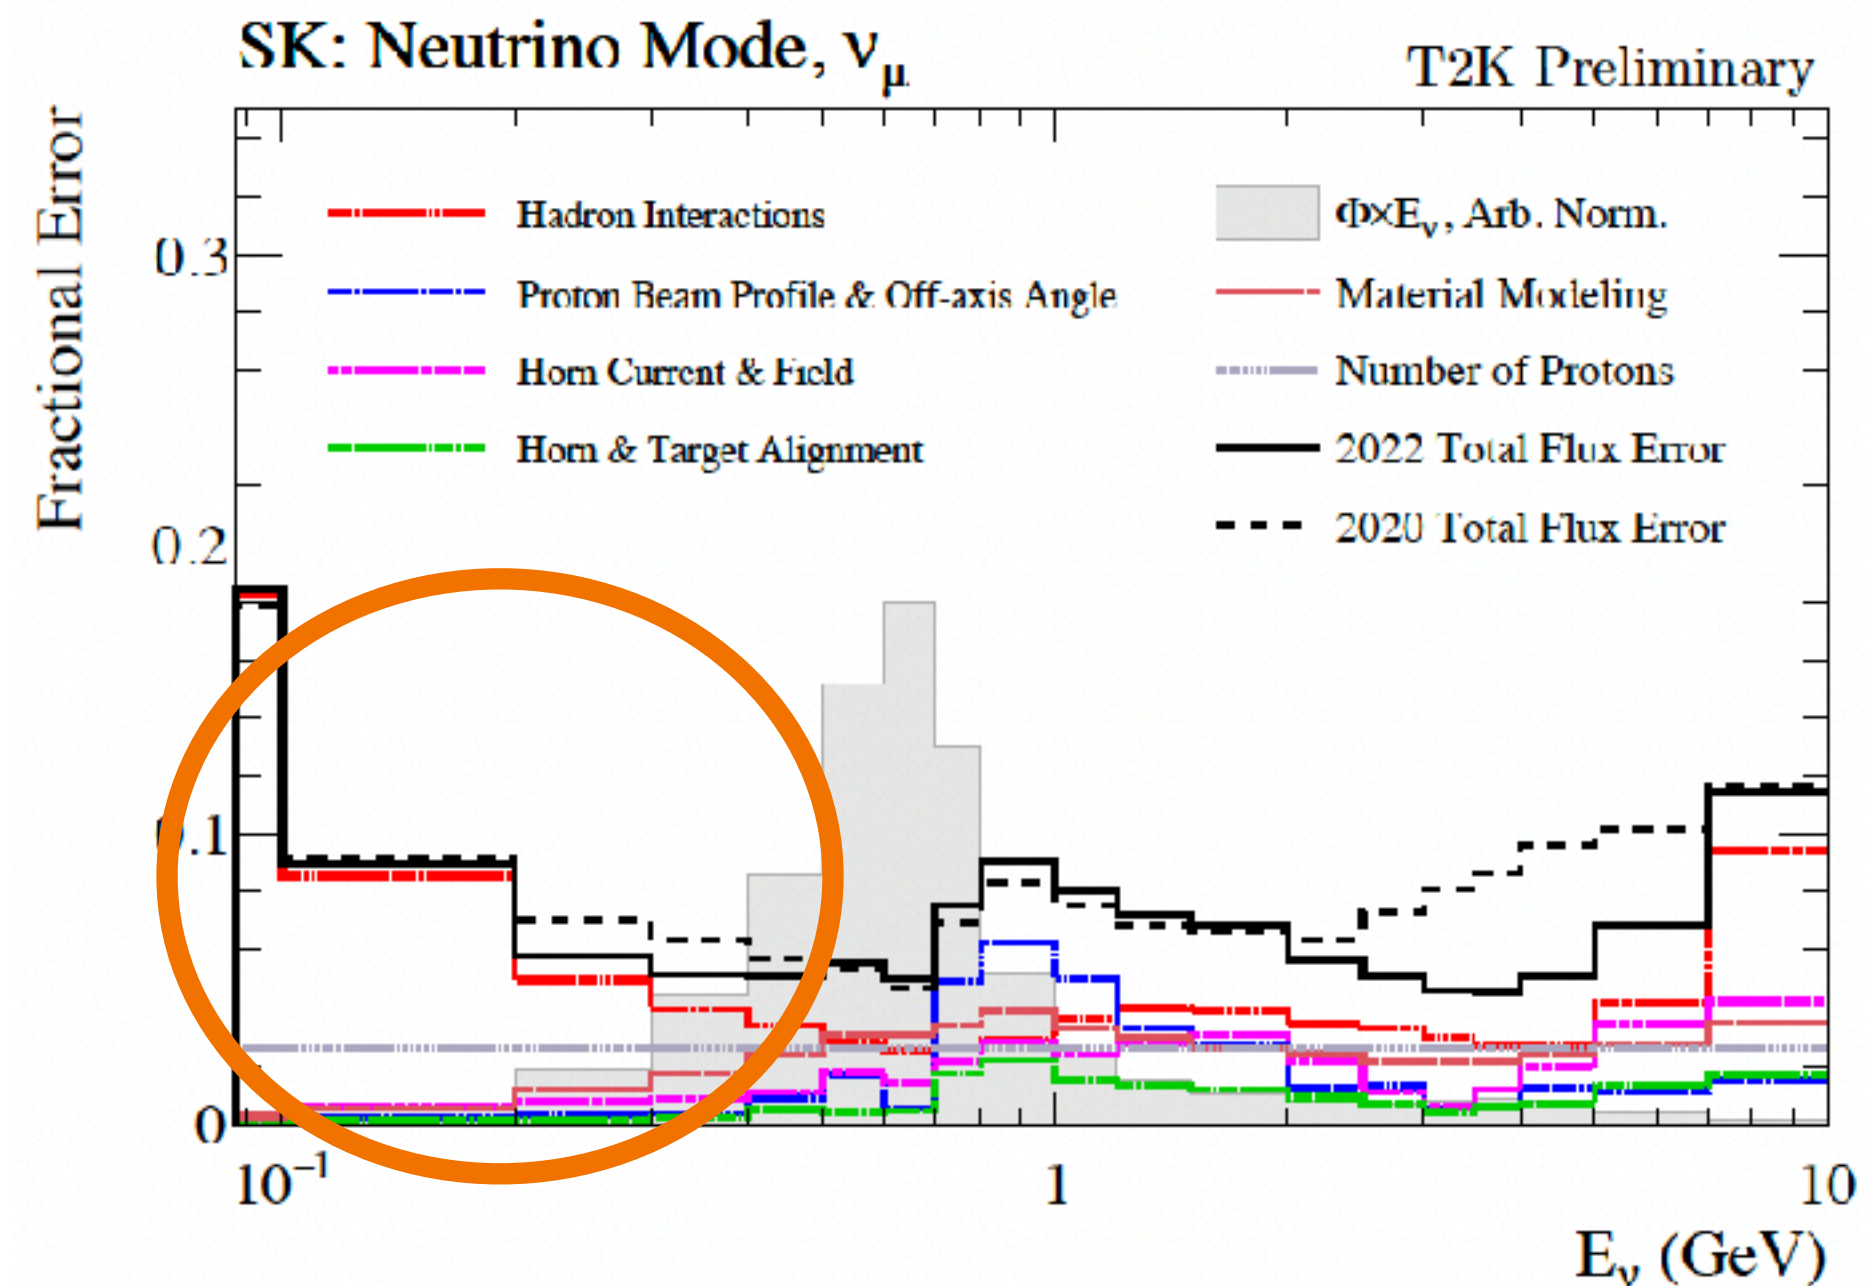 SK: Neutrino Mode, νμ
T2K Preliminary
Fractional Error
Hadron Interactions
Proton Beam Profile & Off-axis Angle
Horn Current & Field
Horn & Target Alignment
Φ×Eν, Arb. Norm.
Material Modeling
Number of Protons
2022 Total Flux Error
2020 Total Flux Error
0.3
0.2
0.1
0
10⁻¹
1
10
Eν (GeV)